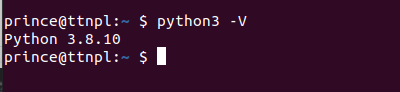 prince@ttnpl:~ $ python3 -V
Python 3.8.10
prince@ttnpl:~ $